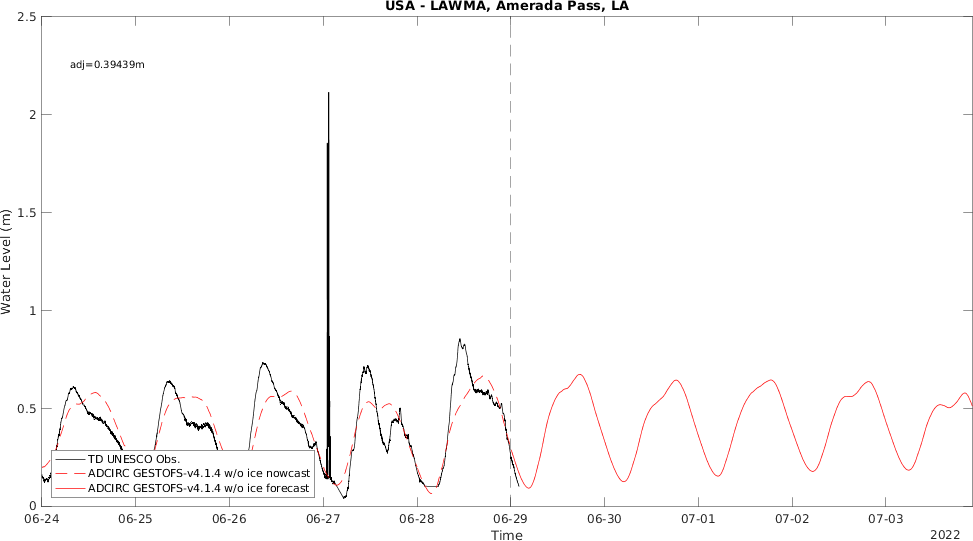 USA - LAWMA, Amerada Pass, LA
2.5
adj=0.39439m
2
1.5
Water Level (m)
1
0.5
TD UNESCO Obs.
ADCIRC GESTOFS-v4.1.4 w/o ice nowcast
ADCIRC GESTOFS-v4.1.4 w/o ice forecast
0
06-24 06-25 06-26 06-27 06-28 06-29 06-30 07-01 07-02 07-03
Time
2022